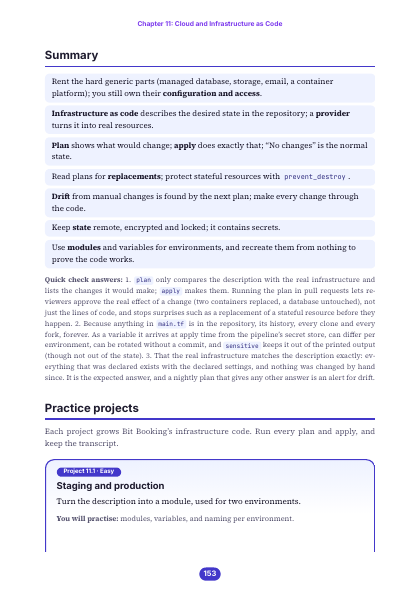 Chapter 11: Cloud and Infrastructure as Code
Summary
Rent the hard generic parts (managed database, storage, email, a container
platform); you still own their configuration and access.
Infrastructure as code describes the desired state in the repository; a provider
turns it into real resources.
Plan shows what would change; apply does exactly that; “No changes” is the normal
state.
Read plans for replacements; protect stateful resources with prevent_destroy.
Drift from manual changes is found by the next plan; make every change through
the code.
Keep state remote, encrypted and locked; it contains secrets.
Use modules and variables for environments, and recreate them from nothing to
prove the code works.
Quick check answers: 1. plan only compares the description with the real infrastructure and
lists the changes it would make; apply makes them. Running the plan in pull requests lets re-
viewers approve the real effect of a change (two containers replaced, a database untouched), not
just the lines of code, and stops surprises such as a replacement of a stateful resource before they
happen. 2. Because anything in main.tf is in the repository, its history, every clone and every
fork, forever. As a variable it arrives at apply time from the pipeline's secret store, can differ per
environment, can be rotated without a commit, and sensitive keeps it out of the printed output
(though not out of the state). 3. That the real infrastructure matches the description exactly: ev-
erything that was declared exists with the declared settings, and nothing was changed by hand
since. It is the expected answer, and a nightly plan that gives any other answer is an alert for drift.
Practice projects
Each project grows Bit Booking's infrastructure code. Run every plan and apply, and
keep the transcript.
Project 11.1 · Easy
Staging and production
Turn the description into a module, used for two environments.
You will practise: modules, variables, and naming per environment.
153